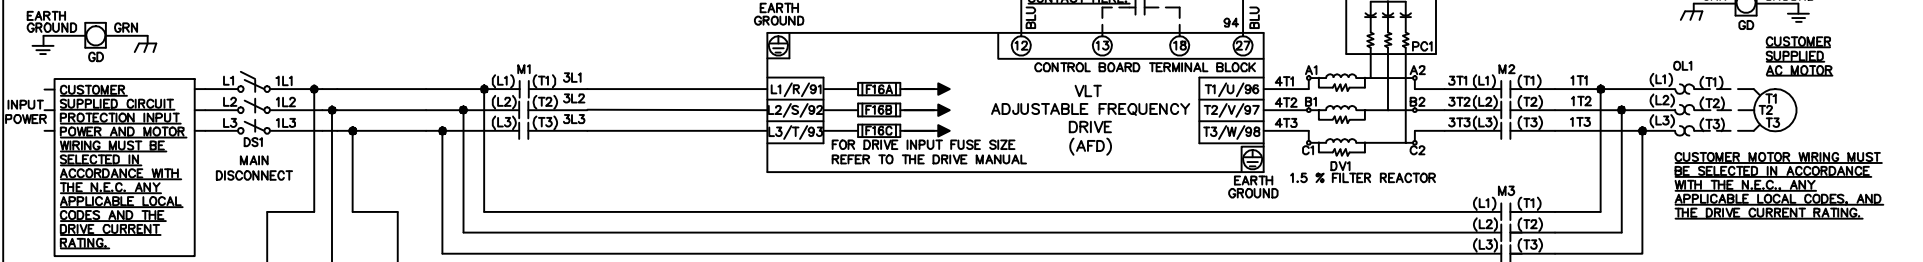 EARTH
GROUND
GRN
GD
INPUT
POWER
CUSTOMER
SUPPLIED CIRCUIT
PROTECTION INPUT
POWER AND MOTOR
WIRING MUST BE
SELECTED IN
ACCORDANCE WITH
THE N.E.C. ANY
APPLICABLE LOCAL
CODES AND THE
DRIVE CURRENT
RATING.
L1 1L1
L2 1L2
L3 1L3
DS1
MAIN
DISCONNECT
M1
(L1) (T1) 3L1
(L2) (T2) 3L2
(L3) (T3) 3L3
EARTH
GROUND
BLU
94
BLU
12
13
18
27
CONTROL BOARD TERMINAL BLOCK
L1/R/91
L2/S/92
L3/T/93
F16A
F16B
F16C
FOR DRIVE INPUT FUSE SIZE
REFER TO THE DRIVE MANUAL
VLT
ADJUSTABLE FREQUENCY
DRIVE
(AFD)
T1/U/96
T2/V/97
T3/W/98
EARTH
GROUND
4T1
4T2
4T3
A1
B1
C1
A2
B2
C2
PC1
DV1
1.5 % FILTER REACTOR
M2
3T1 (L1) (T1) 1T1
3T2 (L2) (T2) 1T2
3T3 (L3) (T3) 1T3
M3
(L1) (T1)
(L2) (T2)
(L3) (T3)
GD
CUSTOMER
SUPPLIED
AC MOTOR
OL1
(L1) (T1)
(L2) (T2)
(L3) (T3)
T1
T2
T3
CUSTOMER MOTOR WIRING MUST
BE SELECTED IN ACCORDANCE
WITH THE N.E.C., ANY
APPLICABLE LOCAL CODES, AND
THE DRIVE CURRENT RATING.